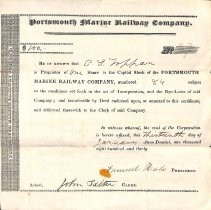 Portsmouth Marine Railway Company.
$500,
BE IT KNOWN THAT C S Toppan
is Proprietor of One Share in the Capital Stock of the PORTSMOUTH
MARINE RAILWAY COMPANY, numbered 84 subject
to the conditions set forth in the act of Incorporation, and the Bye-Laws of said
Company; and transferable by Deed endorsed upon, or annexed to this certificate,
and delivered therewith to the Clerk of said Company.
In witness whereof, the seal of the Corporation
is hereto affixed, this thirteenth day of
January Anno Domini, one thousand
eight hundred and thirty
Samuel Hale PRESIDENT.
Attest, John CLERK.